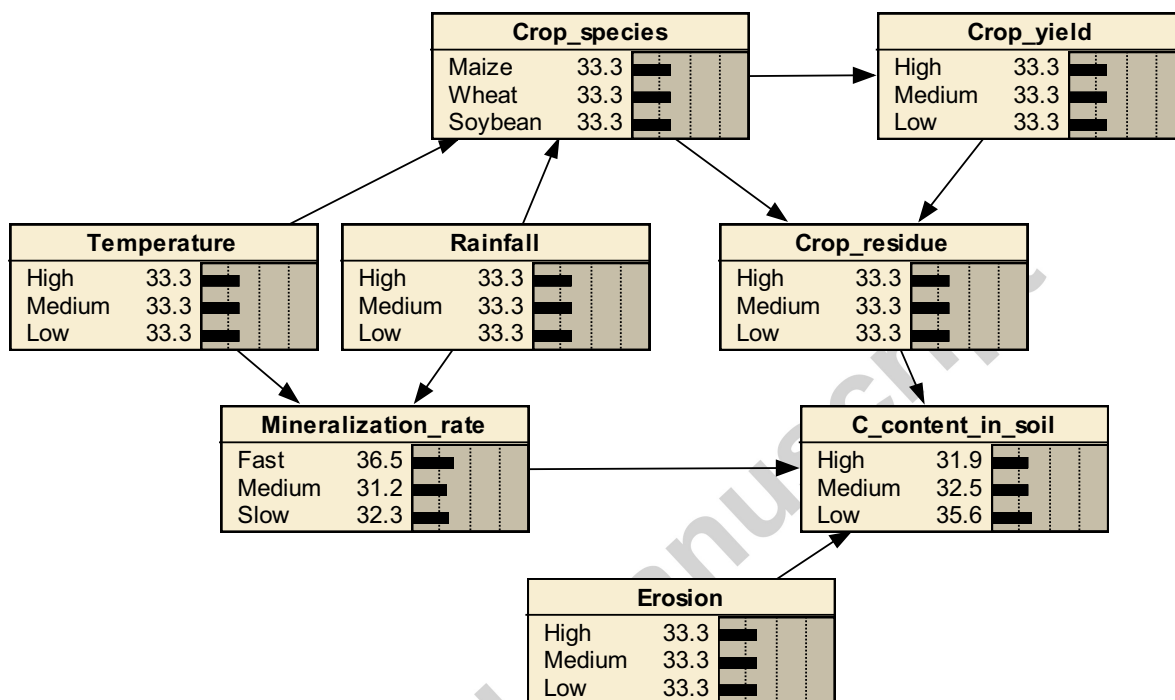 Crop_species
Maize 33.3
Wheat 33.3
Soybean 33.3
Crop_yield
High 33.3
Medium 33.3
Low 33.3
Temperature
High 33.3
Medium 33.3
Low 33.3
Rainfall
High 33.3
Medium 33.3
Low 33.3
Crop_residue
High 33.3
Medium 33.3
Low 33.3
Mineralization_rate
Fast 36.5
Medium 31.2
Slow 32.3
C_content_in_soil
High 31.9
Medium 32.5
Low 35.6
Erosion
High 33.3
Medium 33.3
Low 33.3